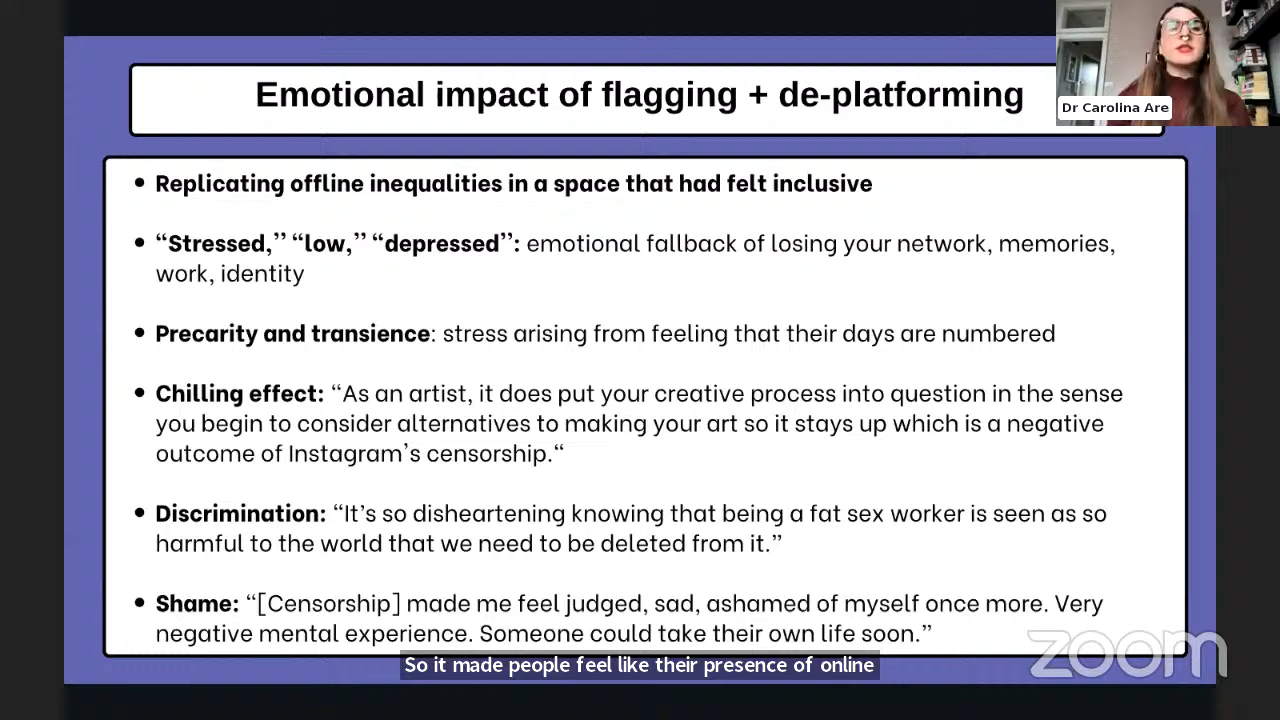 Emotional impact of flagging + de-platforming
Dr Carolina Are
• Replicating offline inequalities in a space that had felt inclusive
• “Stressed,’’ “low,’’ “depressed’’: emotional fallback of losing your network, memories,
work, identity
• Precarity and transience: stress arising from feeling that their days are numbered
• Chilling effect: “As an artist, it does put your creative process into question in the sense
you begin to consider alternatives to making your art so it stays up which is a negative
outcome of Instagram's censorship.“
• Discrimination: “It’s so disheartening knowing that being a fat sex worker is seen as so
harmful to the world that we need to be deleted from it.”
• Shame: “[Censorship] made me feel judged, sad, ashamed of myself once more. Very
negative mental experience. Someone could take their own life soon.”
So it made people feel like their presence of online
zoom